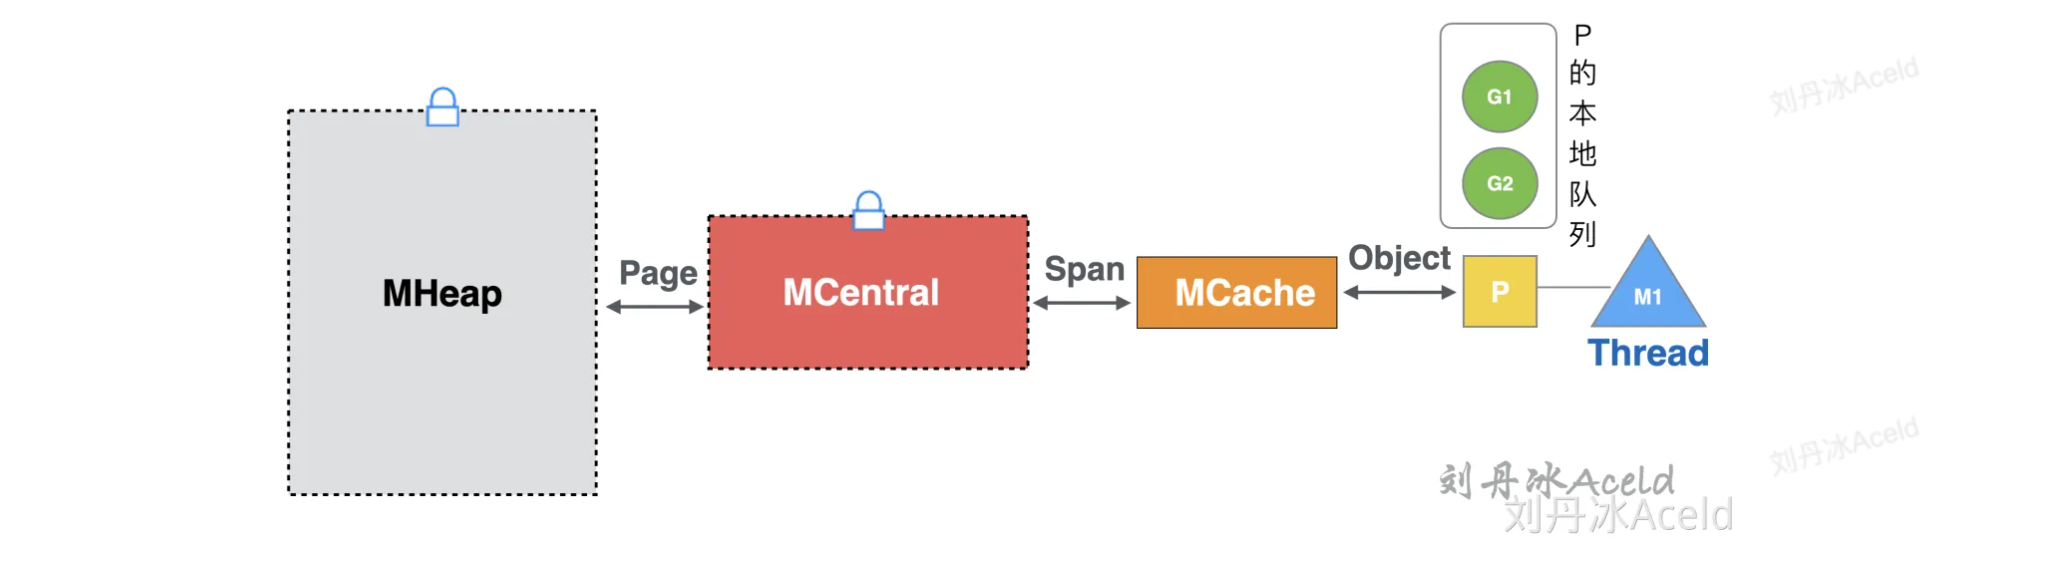 MHeap
Page
MCentral
Span
MCache
Object
G1
G2
P的本地队列
P
M1
Thread
刘丹冰Aceld
刘丹冰Aceld
刘丹冰Aceld
刘丹冰Aceld